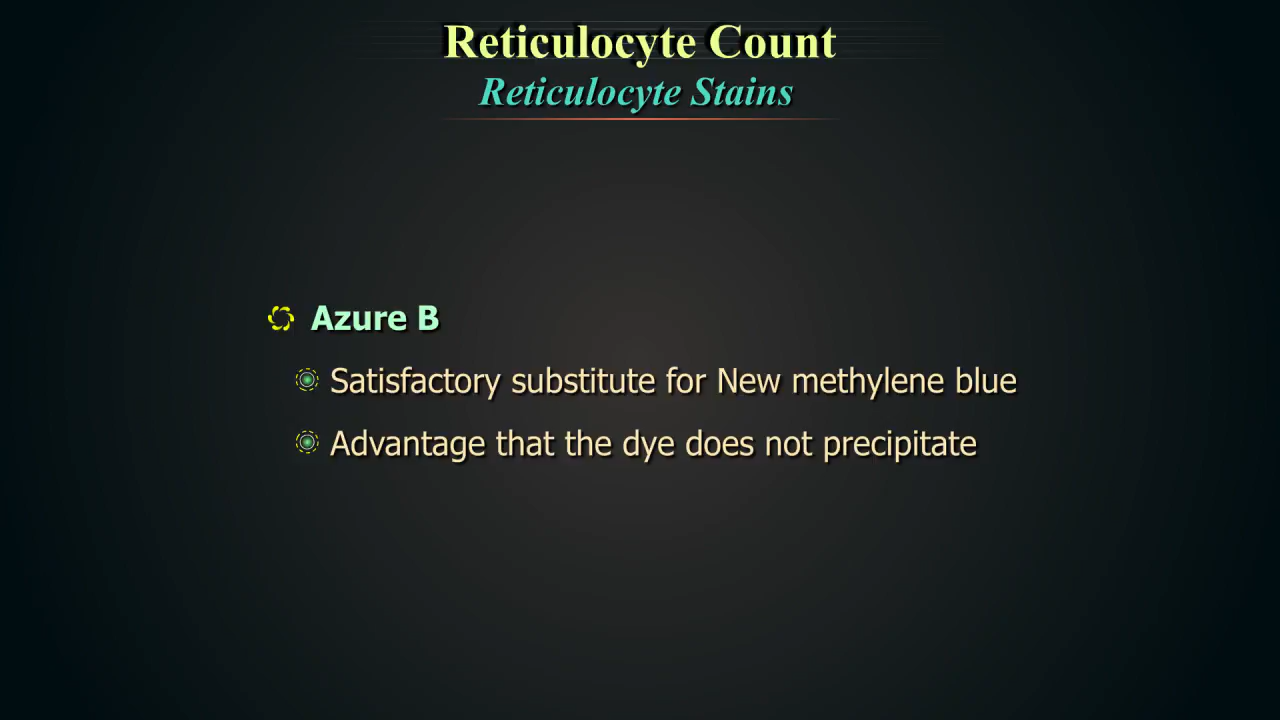 Reticulocyte Count
Reticulocyte Stains
Azure B
Satisfactory substitute for New methylene blue
Advantage that the dye does not precipitate